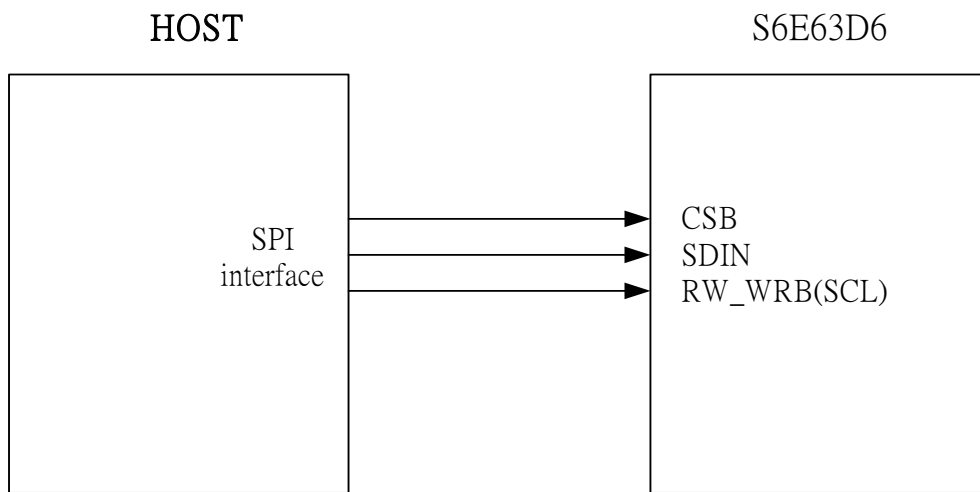 HOST
S6E63D6
SPI
interface
CSB
SDIN
RW_WRB(SCL)